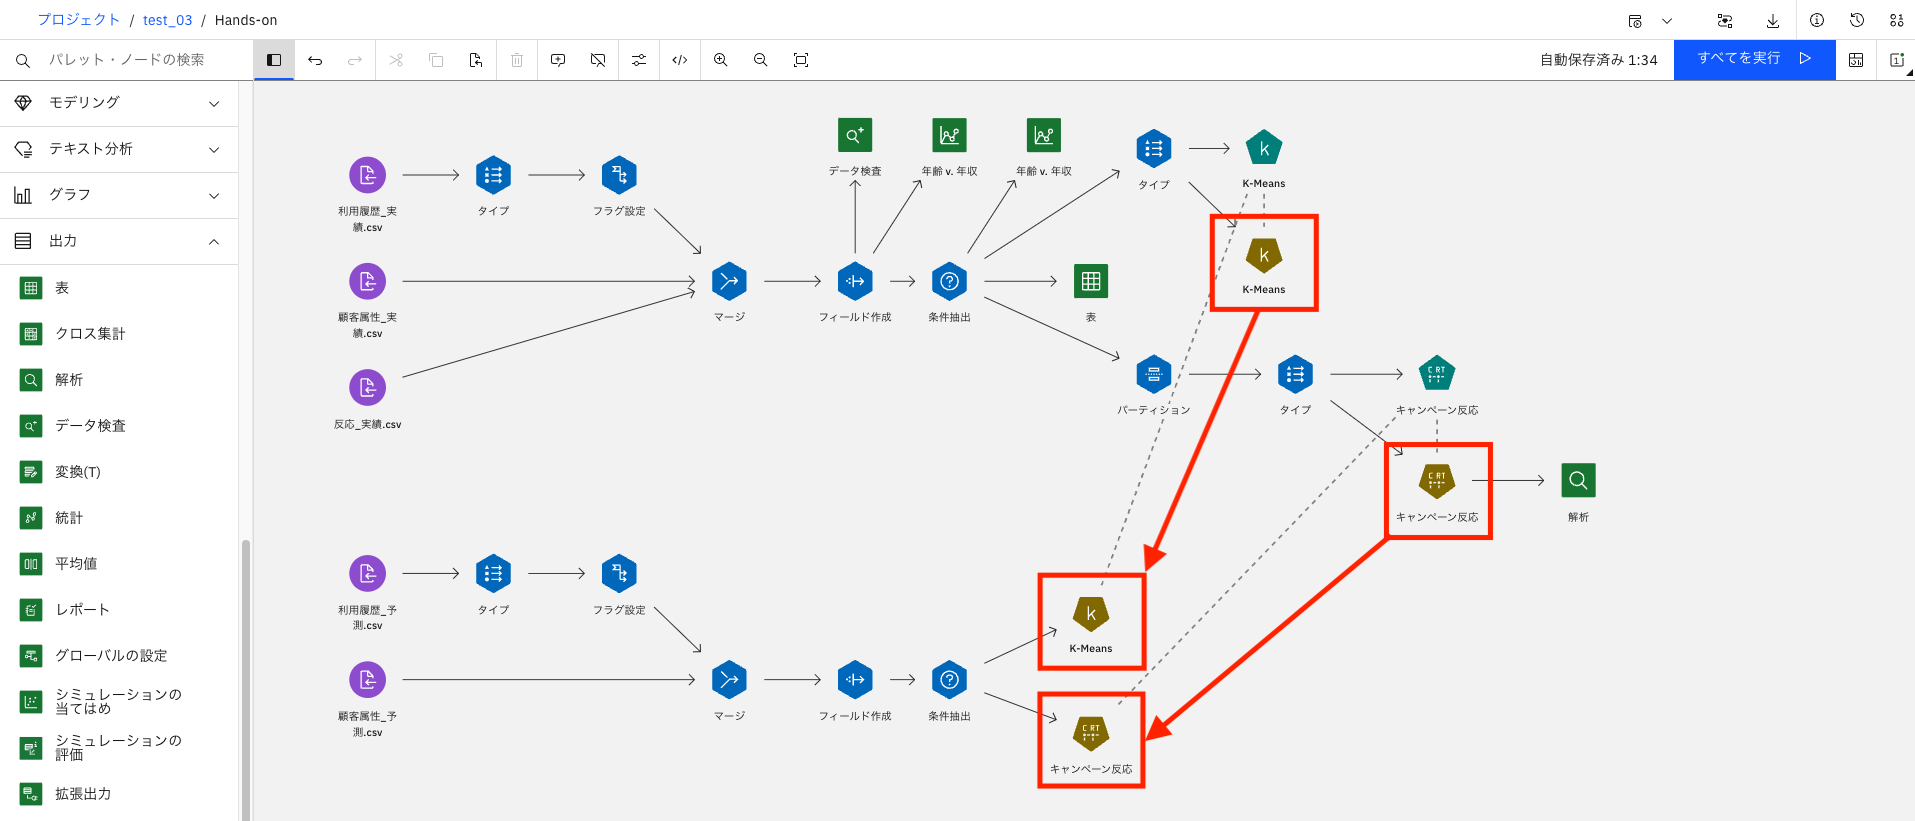 プロジェクト / test_03 / Hands-on
パレット・ノードの検索
自動保存済み 1:34
すべてを実行
モデリング
テキスト分析
グラフ
出力
表
クロス集計
解析
データ検査
変換(T)
統計
平均値
レポート
グローバルの設定
シミュレーションの
当てはめ
シミュレーションの
評価
拡張出力
データ検査
年齢 v. 年収
年齢 v. 年収
タイプ
K-Means
利用履歴_実
績.csv
タイプ
フラグ設定
K-Means
顧客属性_実
績.csv
マージ
フィールド作成
条件抽出
表
反応_実績.csv
パーティション
タイプ
CRT
キャンペーン反応
CRT
キャンペーン反応
解析
利用履歴_予
測.csv
タイプ
フラグ設定
K-Means
顧客属性_予
測.csv
マージ
フィールド作成
条件抽出
CRT
キャンペーン反応